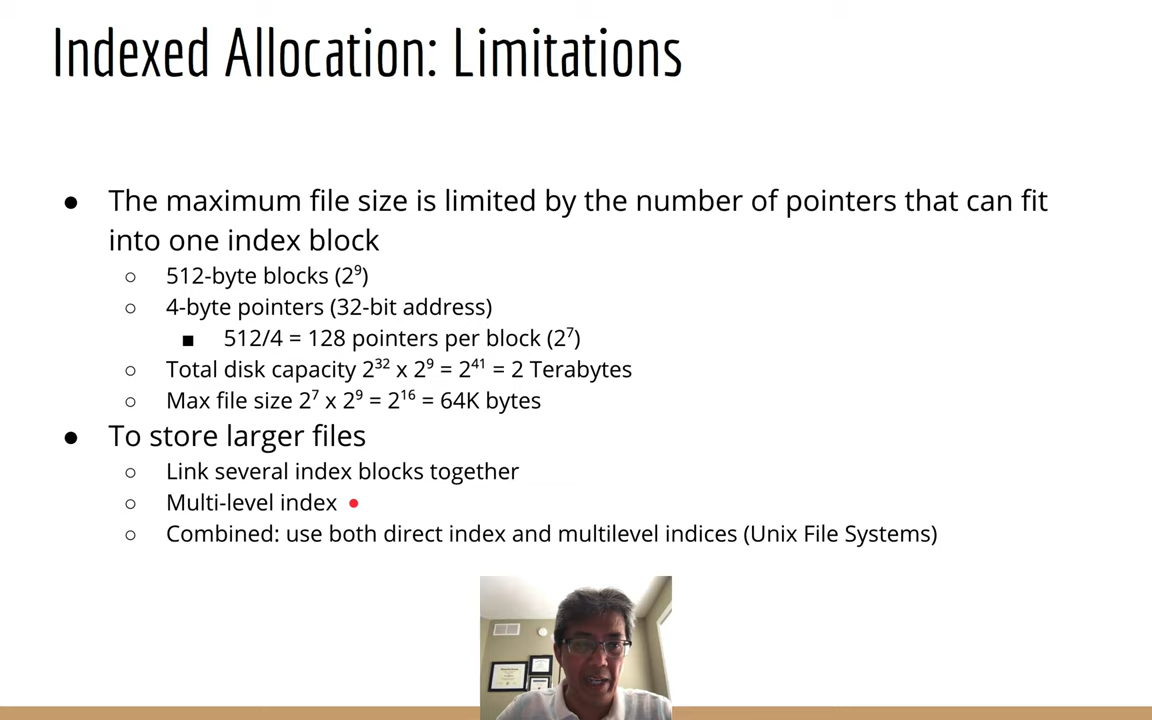 Indexed Allocation: Limitations
● The maximum file size is limited by the number of pointers that can fit
into one index block
○ 512-byte blocks (2⁹)
○ 4-byte pointers (32-bit address)
■ 512/4 = 128 pointers per block (2⁷)
○ Total disk capacity 2³² x 2⁹ = 2⁴¹ = 2 Terabytes
○ Max file size 2⁷ x 2⁹ = 2¹⁶ = 64K bytes
● To store larger files
○ Link several index blocks together
○ Multi-level index
○ Combined: use both direct index and multilevel indices (Unix File Systems)